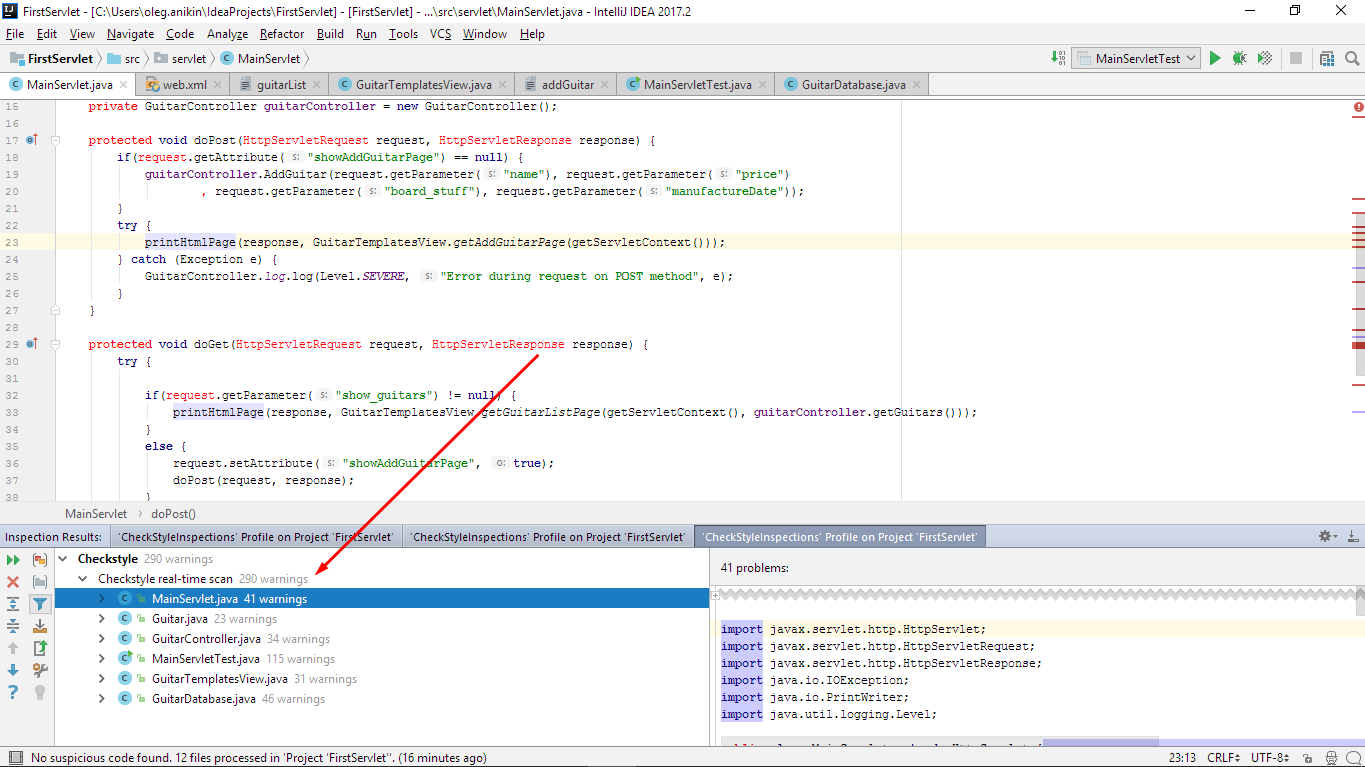 FirstServlet - [C:\Users\oleg.anikin\IdeaProjects\FirstServlet] - [FirstServlet] - ...\src\servlet\MainServlet.java - IntelliJ IDEA 2017.2
File Edit View Navigate Code Analyze Refactor Build Run Tools VCS Window Help
FirstServlet src servlet MainServlet MainServletTest
MainServlet.java web.xml guitarList GuitarTemplatesView.java addGuitar MainServletTest.java GuitarDatabase.java
15 private GuitarController guitarController = new GuitarController();
16
17 protected void doPost(HttpServletRequest request, HttpServletResponse response) {
18 if(request.getAttribute( s: "showAddGuitarPage") == null) {
19 guitarController.AddGuitar(request.getParameter( s: "name"), request.getParameter( s: "price")
20 , request.getParameter( s: "board_stuff"), request.getParameter( s: "manufactureDate"));
21 }
22 try {
23 printHtmlPage(response, GuitarTemplatesView.getAddGuitarPage(getServletContext()));
24 } catch (Exception e) {
25 GuitarController.log.log(Level.SEVERE, s: "Error during request on POST method", e);
26 }
27 }
28
29 protected void doGet(HttpServletRequest request, HttpServletResponse response) {
30 try {
31
32 if(request.getParameter( s: "show_guitars") != null) {
33 printHtmlPage(response, GuitarTemplatesView.getGuitarListPage(getServletContext(), guitarController.getGuitars()));
34 }
35 else {
36 request.setAttribute( s: "showAddGuitarPage", o: true);
37 doPost(request, response);
38 }
MainServlet doPost()
Inspection Results: 'CheckStyleInspections' Profile on Project 'FirstServlet' 'CheckStyleInspections' Profile on Project 'FirstServlet' 'CheckStyleInspections' Profile on Project 'FirstServlet'
Checkstyle 290 warnings
Checkstyle real-time scan 290 warnings
MainServlet.java 41 warnings
Guitar.java 23 warnings
GuitarController.java 34 warnings
MainServletTest.java 115 warnings
GuitarTemplatesView.java 31 warnings
GuitarDatabase.java 46 warnings
41 problems:
import javax.servlet.http.HttpServlet;
import javax.servlet.http.HttpServletRequest;
import javax.servlet.http.HttpServletResponse;
import java.io.IOException;
import java.io.PrintWriter;
import java.util.logging.Level;
No suspicious code found. 12 files processed in 'Project 'FirstServlet''. (16 minutes ago) 23:13 CRLF UTF-8